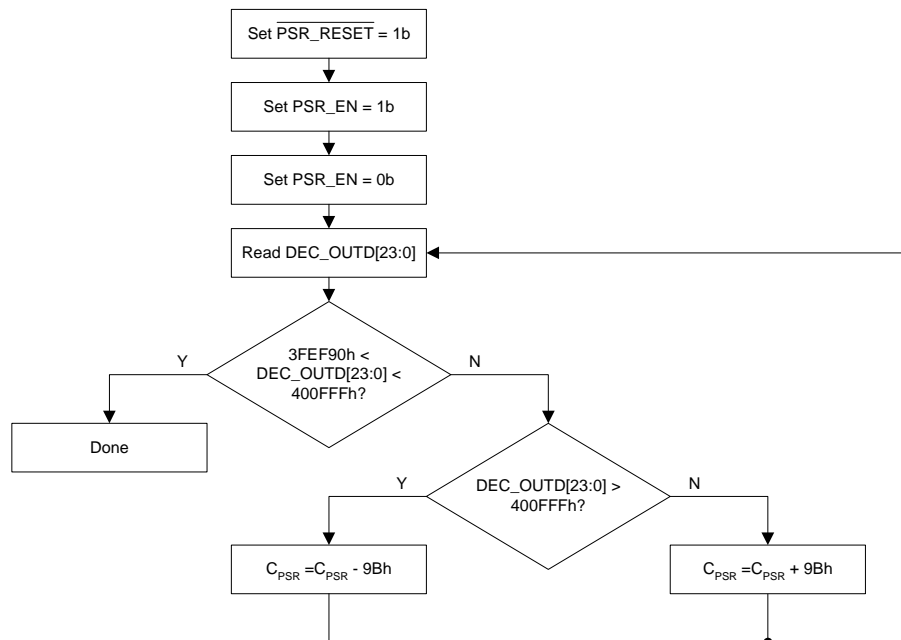 Set PSR_RESET = 1b
Set PSR_EN = 1b
Set PSR_EN = 0b
Read DEC_OUTD[23:0]
3FEF90h <
DEC_OUTD[23:0] <
400FFFh?
Y
N
Done
DEC_OUTD[23:0] >
400FFFh?
Y
N
CPSR =CPSR - 9Bh
CPSR =CPSR + 9Bh